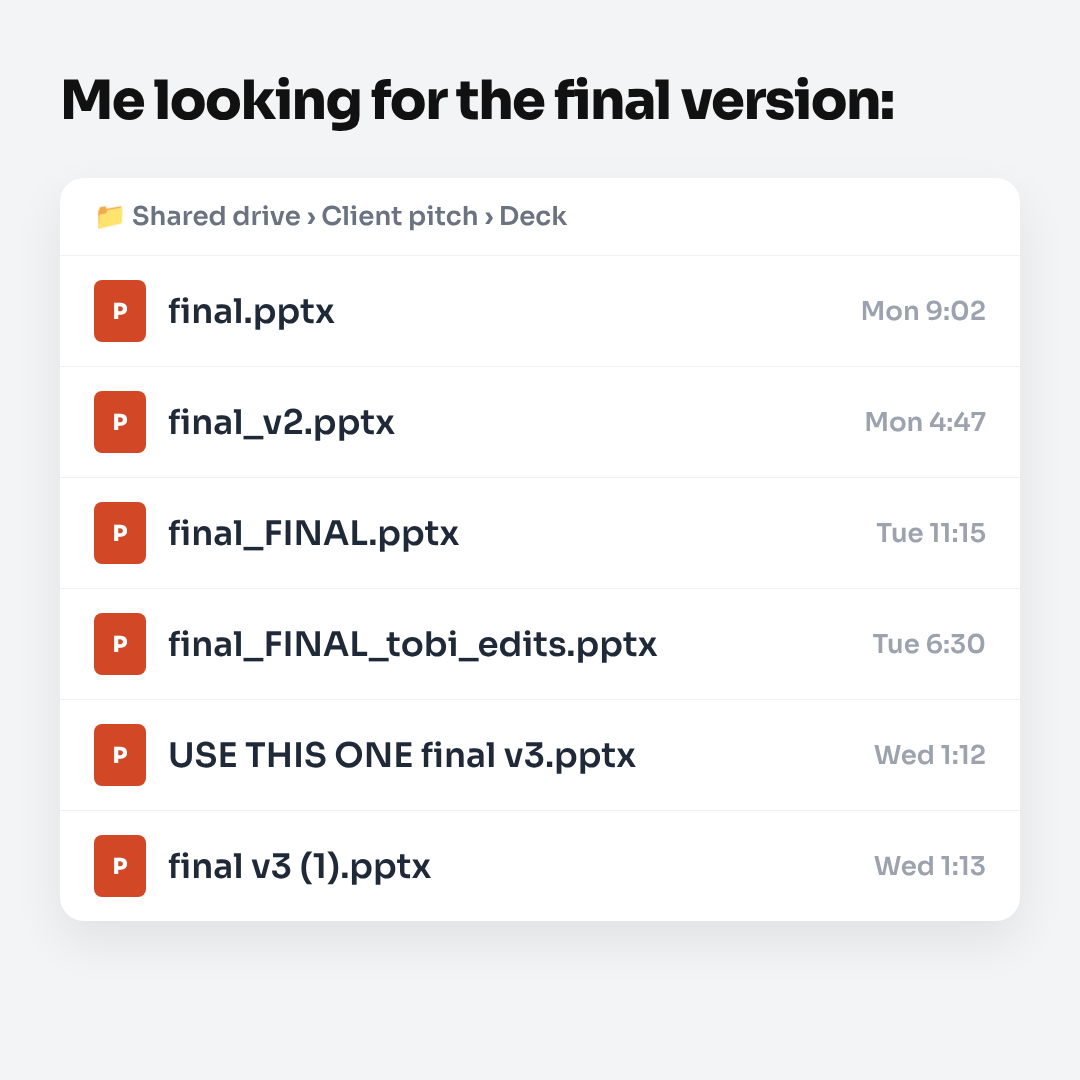 Me looking for the final version:
📁 Shared drive › Client pitch › Deck
P final.pptx Mon 9:02
P final_v2.pptx Mon 4:47
P final_FINAL.pptx Tue 11:15
P final_FINAL_tobi_edits.pptx Tue 6:30
P USE THIS ONE final v3.pptx Wed 1:12
P final v3 (1).pptx Wed 1:13